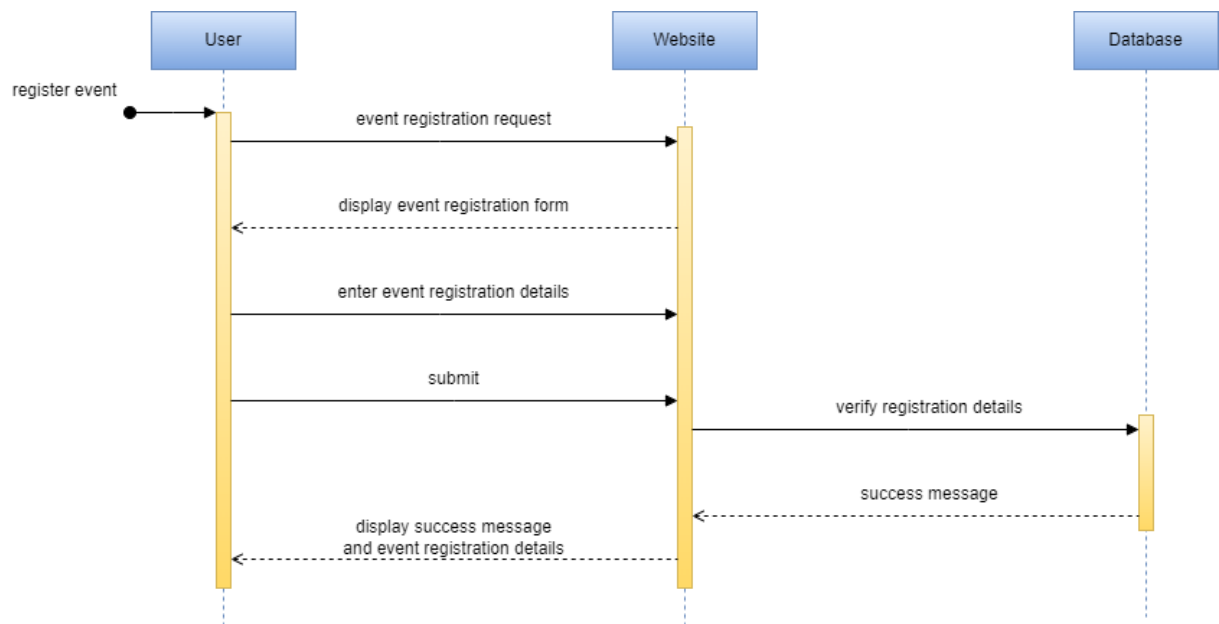 User
Website
Database
register event
event registration request
display event registration form
enter event registration details
submit
verify registration details
success message
display success message
and event registration details